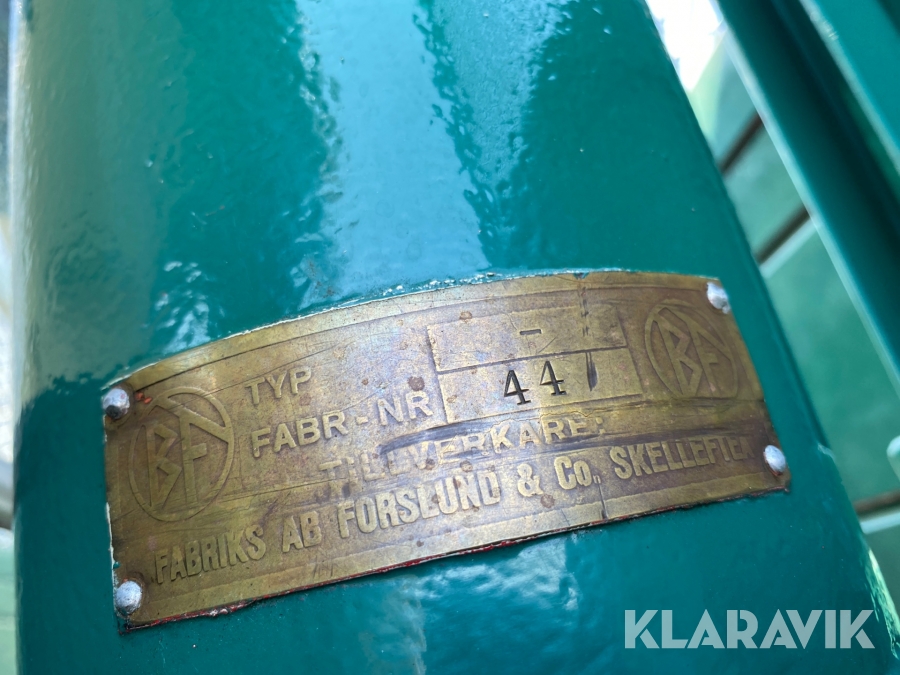 TYP -
FABR-NR 44
TILLVERKARE:
FABRIKS AB FORSLUND & Co., SKELLEFTEÅ
BF
BF
KLARAVIK